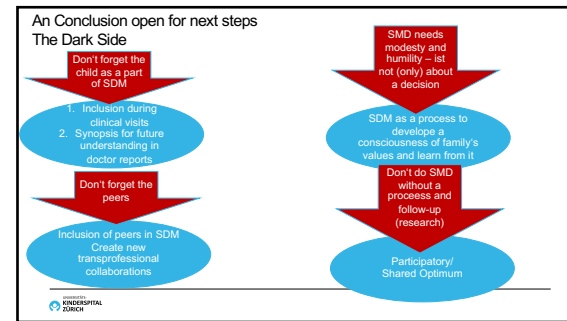 An Conclusion open for next steps
The Dark Side
Don't forget the
child as a part
of SDM
1. Inclusion during
clinical visits
2. Synopsis for future
understanding in
doctor reports
Don't forget the
peers
Inclusion of peers in SDM
Create new
transprofessional
collaborations
SMD needs
modesty and
humility – ist
not (only) about
a decision
SDM as a process to
develope a
consciousness of family's
values and learn from it
Don't do SMD
without a
proceess and
follow-up
(research)
Participatory/
Shared Optimum
UNIVERSITÄTS-
KINDERSPITAL
ZÜRICH